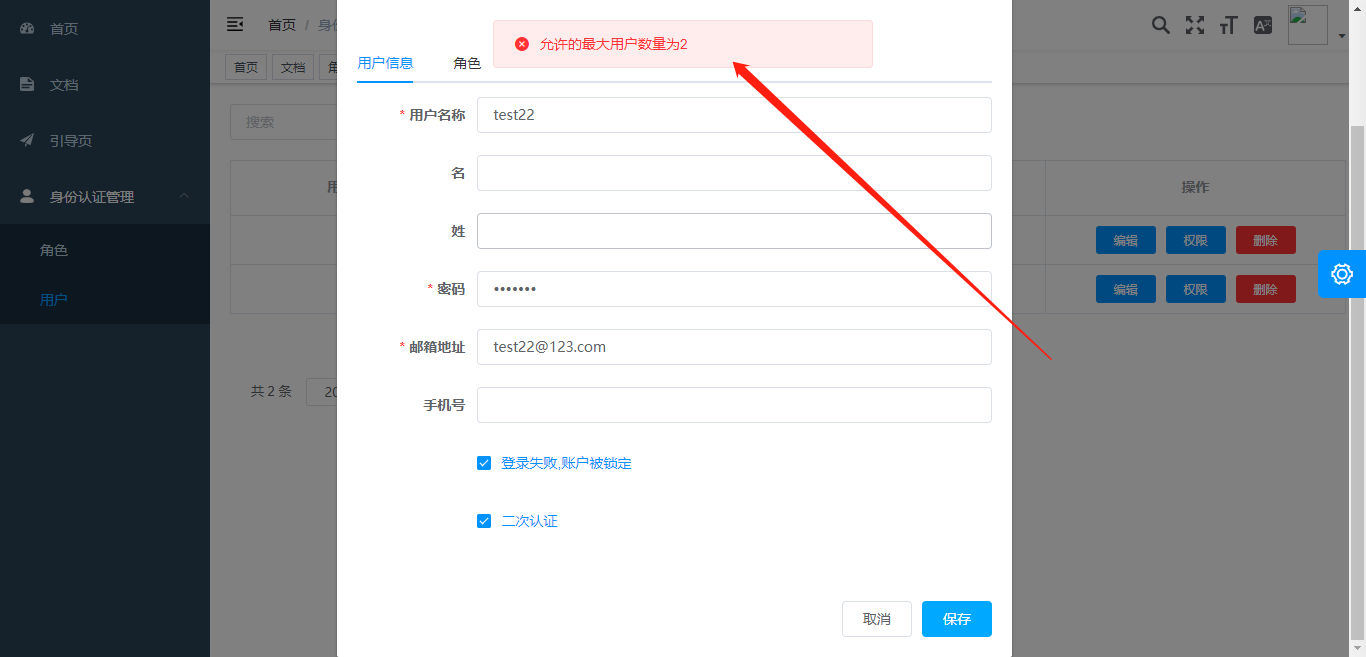 首页
文档
引导页
身份认证管理
角色
用户
首页 / 身份
首页
文档
搜索
操作
编辑 权限 删除
编辑 权限 删除
共 2 条
20
允许的最大用户数量为2
用户信息
角色
* 用户名称 test22
名
姓
* 密码 •••••••
* 邮箱地址 test22@123.com
手机号
登录失败,账户被锁定
二次认证
取消
保存